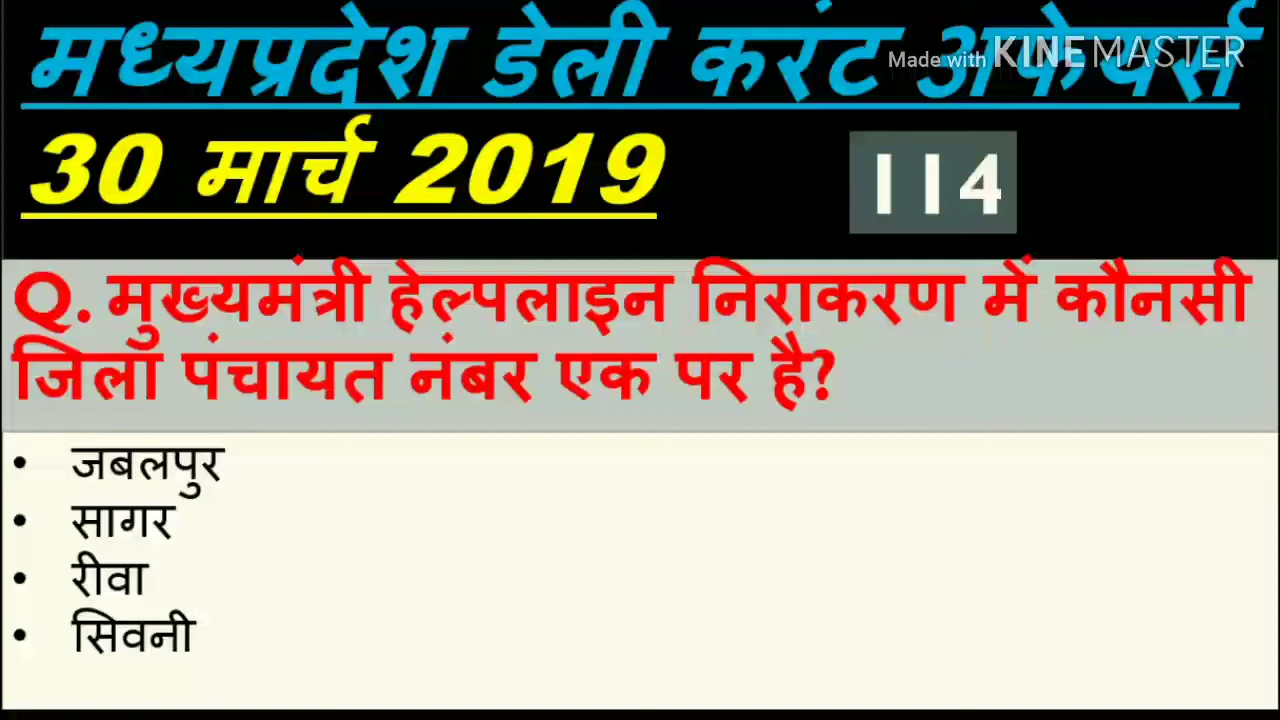 मध्यप्रदेश डेली करंट अफेयर्स
Made with KINEMASTER
30 मार्च 2019
114
Q. मुख्यमंत्री हेल्पलाइन निराकरण में कौनसी
जिला पंचायत नंबर एक पर है?
• जबलपुर
• सागर
• रीवा
• सिवनी